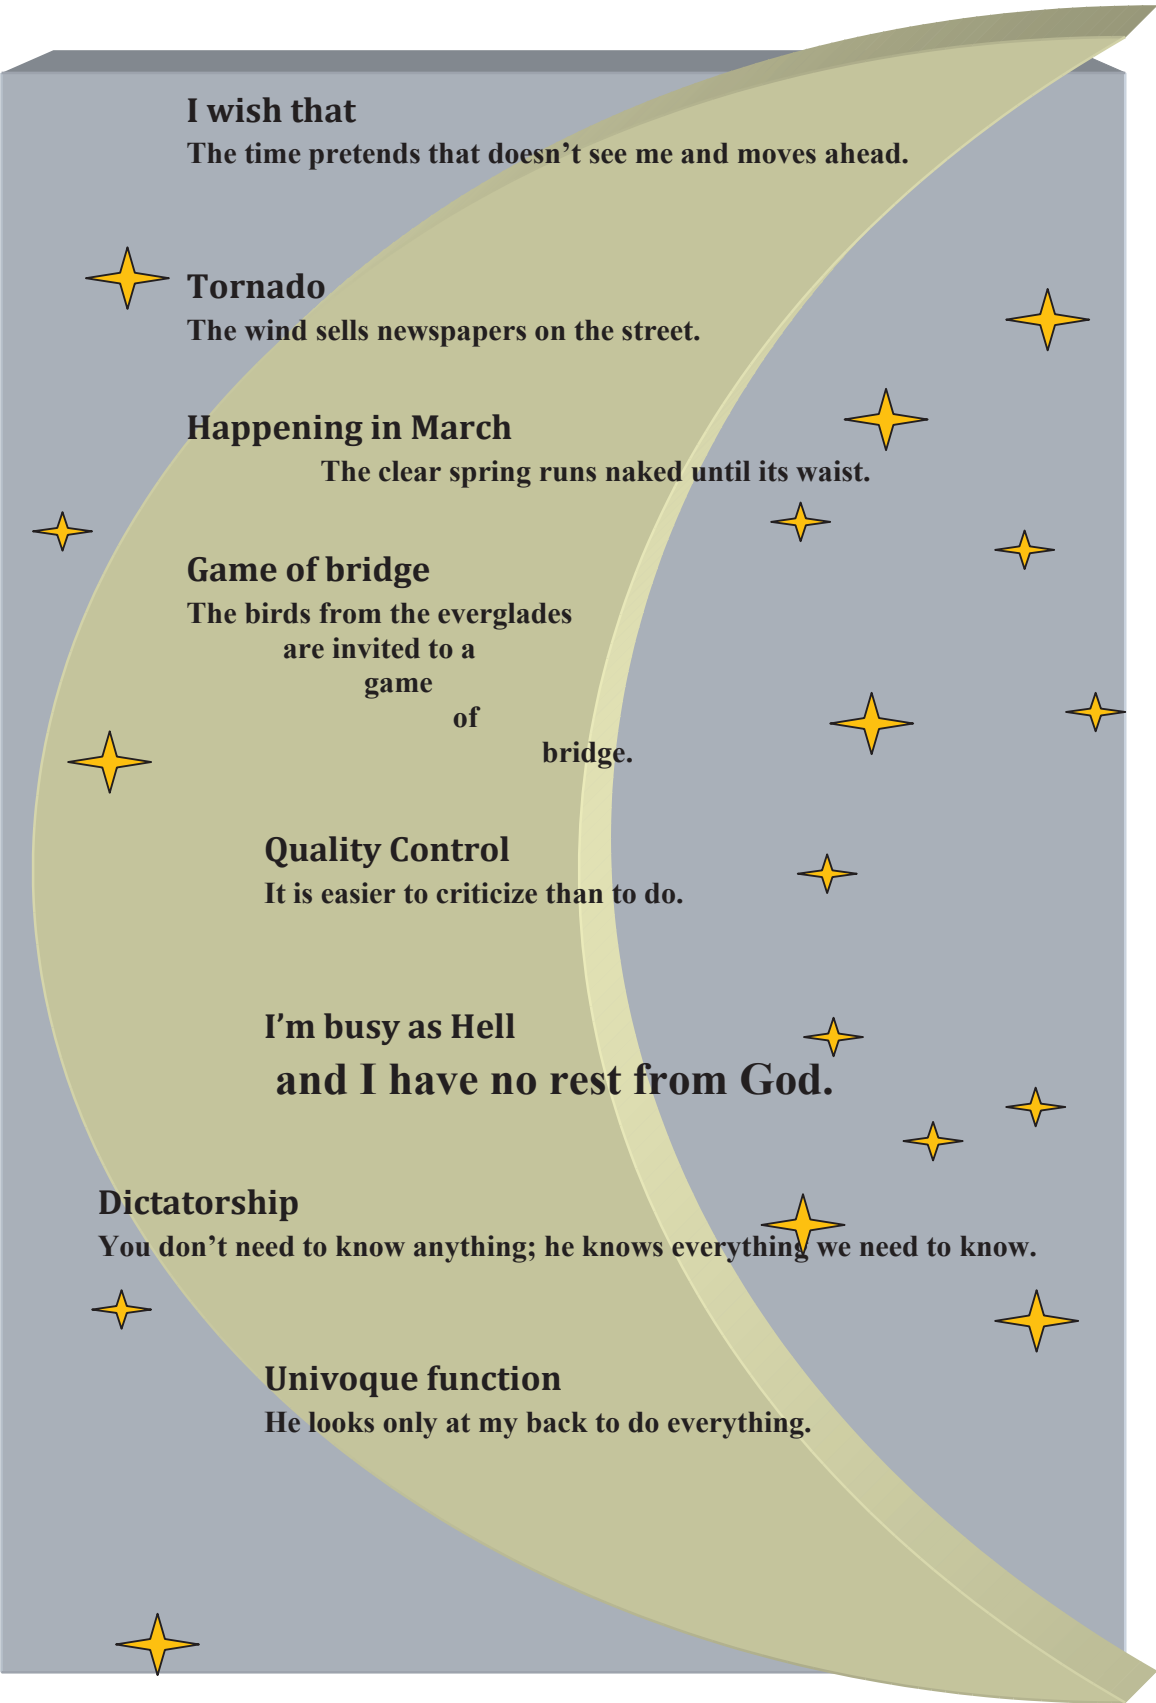 I wish that
The time pretends that doesn’t see me and moves ahead.
Tornado
The wind sells newspapers on the street.
Happening in March
The clear spring runs naked until its waist.
Game of bridge
The birds from the everglades
are invited to a
game
of
bridge.
Quality Control
It is easier to criticize than to do.
I’m busy as Hell
and I have no rest from God.
Dictatorship
You don’t need to know anything; he knows everything we need to know.
Univoque function
He looks only at my back to do everything.